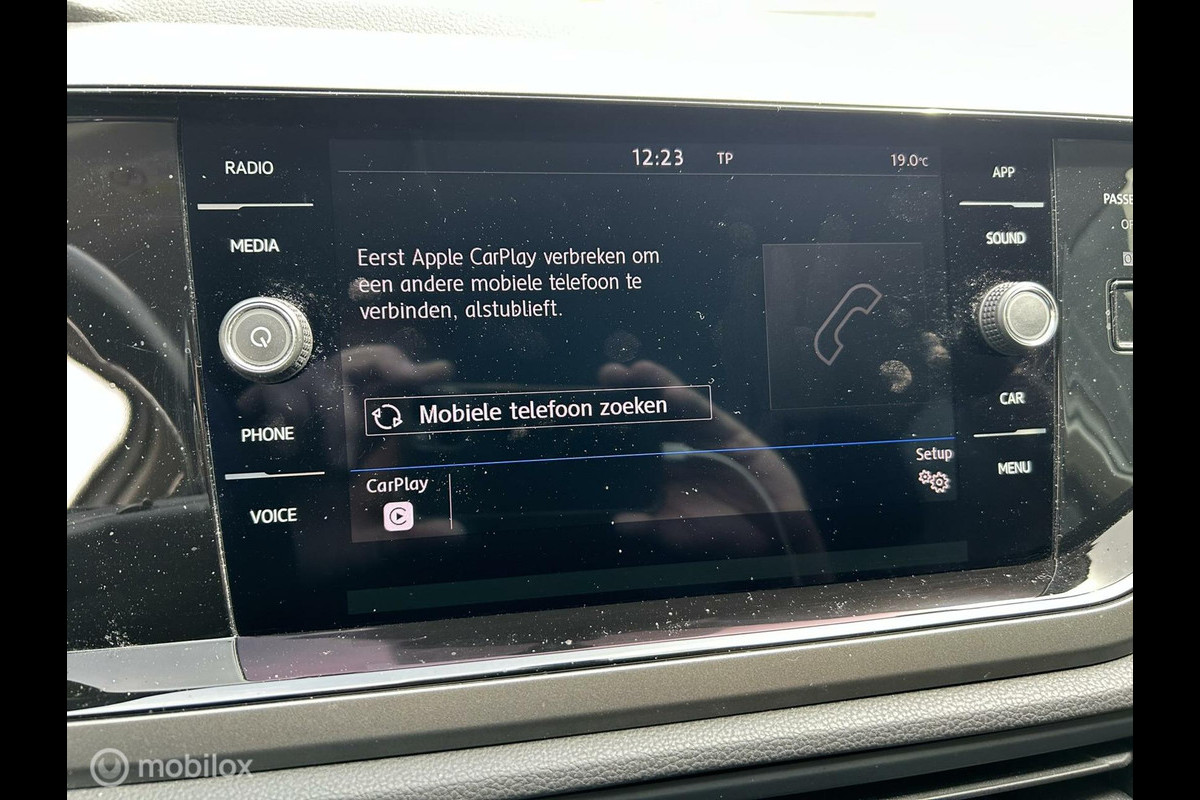 RADIO
MEDIA
PHONE
VOICE
12:23 TP 19.0°C
Eerst Apple CarPlay verbreken om
een andere mobiele telefoon te
verbinden, alstublieft.
Mobiele telefoon zoeken
CarPlay
Setup
APP
SOUND
CAR
MENU
PASSE
mobilox